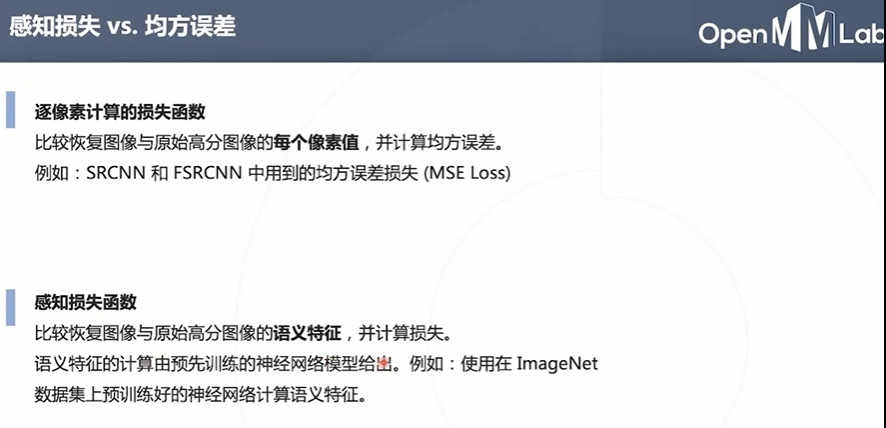 感知损失 vs. 均方误差
OpenMMLab
逐像素计算的损失函数
比较恢复图像与原始高分图像的每个像素值，并计算均方误差。
例如：SRCNN 和 FSRCNN 中用到的均方误差损失 (MSE Loss)
感知损失函数
比较恢复图像与原始高分图像的语义特征，并计算损失。
语义特征的计算由预先训练的神经网络模型给出。例如：使用在 ImageNet
数据集上预训练好的神经网络计算语义特征。